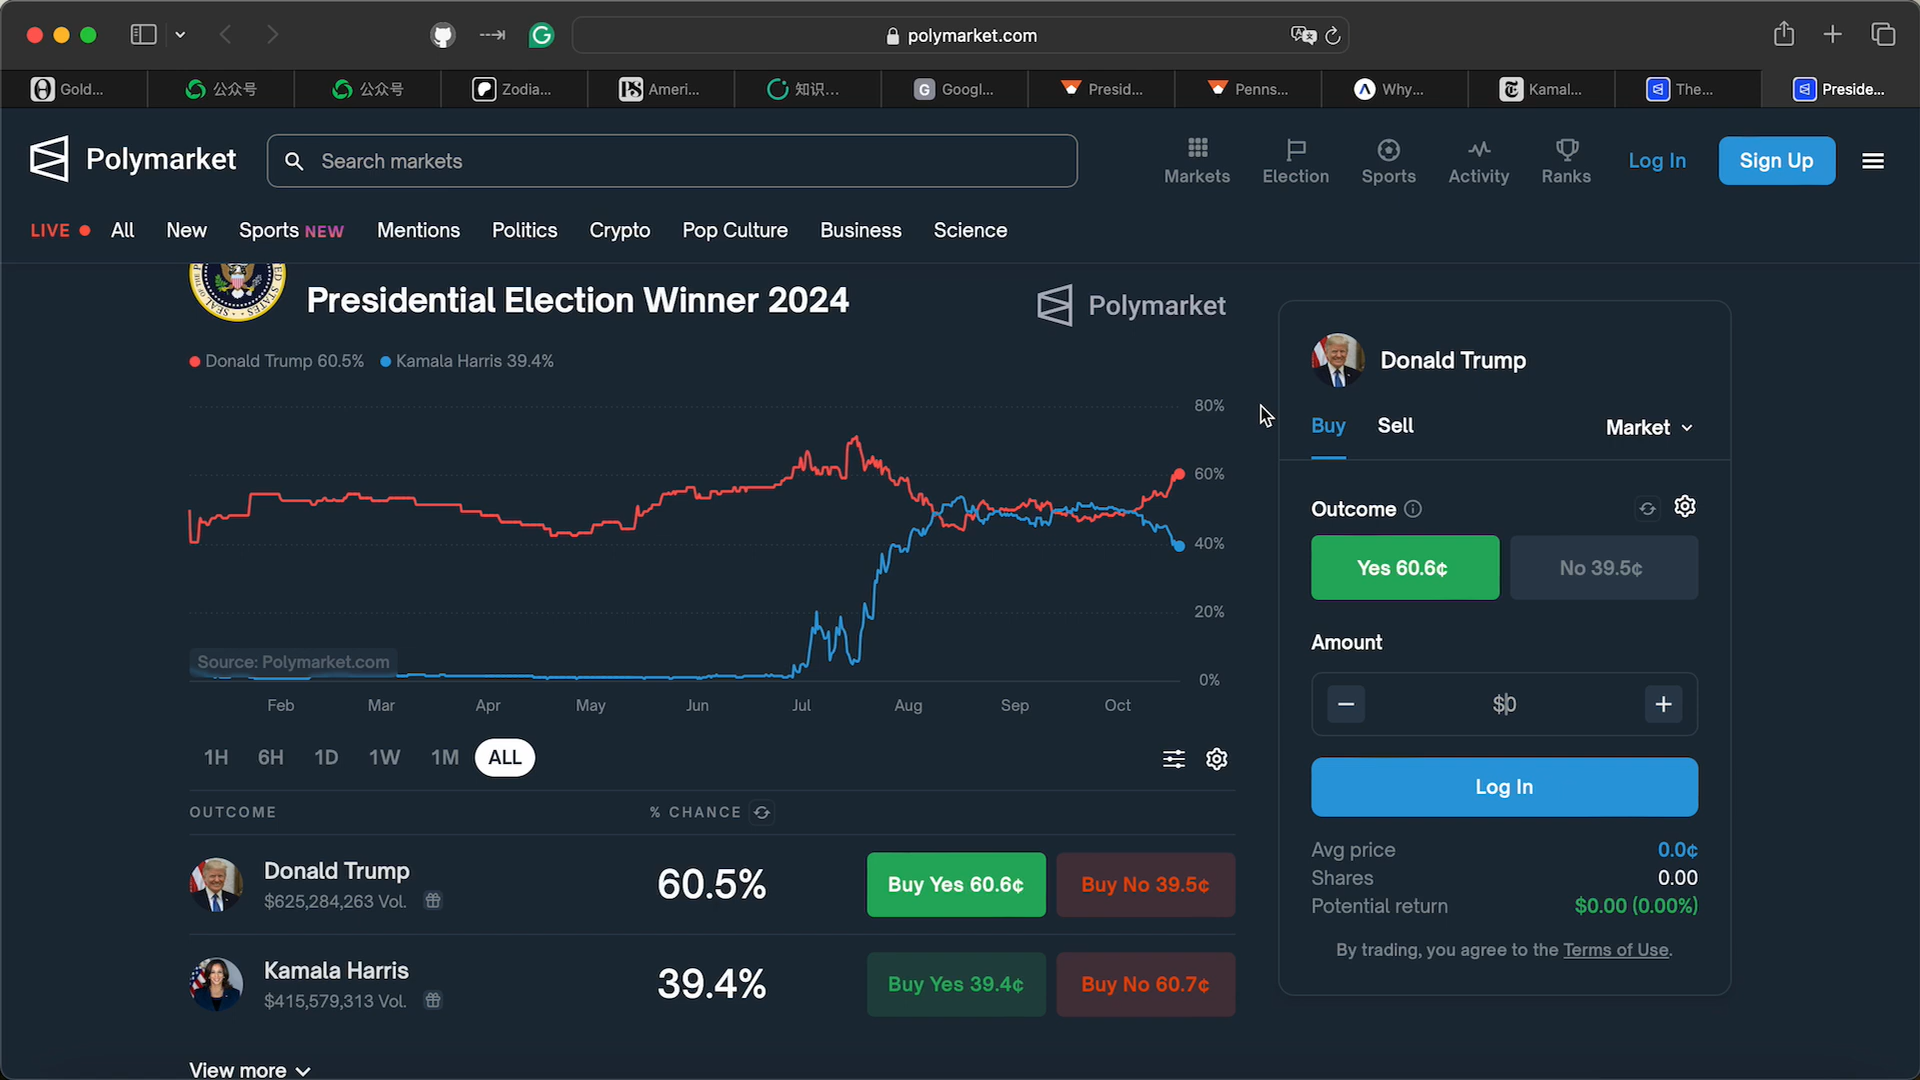 polymarket.com
Gold...
公众号
公众号
Zodia...
Ameri...
知识...
Googl...
Presid...
Penns...
Why...
Kamal...
The...
Preside...
Polymarket
Search markets
Markets
Election
Sports
Activity
Ranks
Log In
Sign Up
LIVE
All
New
Sports NEW
Mentions
Politics
Crypto
Pop Culture
Business
Science
Presidential Election Winner 2024
Polymarket
Donald Trump 60.5%
Kamala Harris 39.4%
80%
60%
40%
20%
0%
Source: Polymarket.com
Feb
Mar
Apr
May
Jun
Jul
Aug
Sep
Oct
1H
6H
1D
1W
1M
ALL
OUTCOME
% CHANCE
Donald Trump
$625,284,263 Vol.
60.5%
Buy Yes 60.6¢
Buy No 39.5¢
Kamala Harris
$415,579,313 Vol.
39.4%
Buy Yes 39.4¢
Buy No 60.7¢
View more
Donald Trump
Buy
Sell
Market
Outcome
Yes 60.6¢
No 39.5¢
Amount
$0
Log In
Avg price
0.0¢
Shares
0.00
Potential return
$0.00 (0.00%)
By trading, you agree to the Terms of Use.